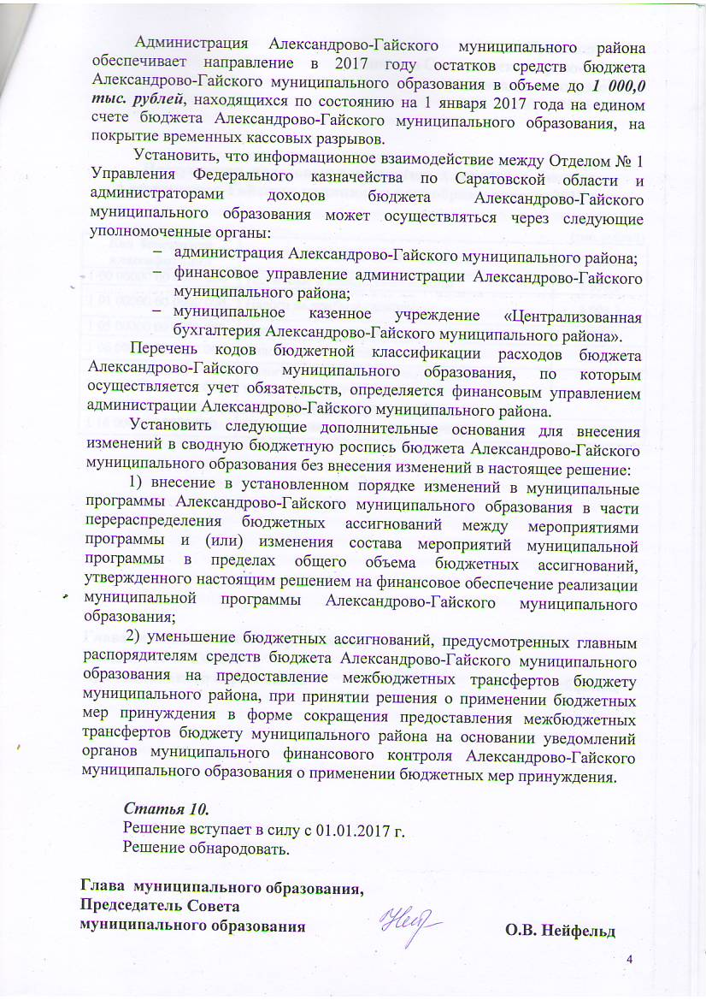 Администрация Александрово-Гайского муниципального района
обеспечивает направление в 2017 году остатков средств бюджета
Александрово-Гайского муниципального образования в объеме до 1 000,0
тыс. рублей, находящихся по состоянию на 1 января 2017 года на едином
счете бюджета Александрово-Гайского муниципального образования, на
покрытие временных кассовых разрывов.
Установить, что информационное взаимодействие между Отделом № 1
Управления Федерального казначейства по Саратовской области и
администраторами доходов бюджета Александрово-Гайского
муниципального образования может осуществляться через следующие
уполномоченные органы:
– администрация Александрово-Гайского муниципального района;
– финансовое управление администрации Александрово-Гайского
муниципального района;
– муниципальное казенное учреждение «Централизованная
бухгалтерия Александрово-Гайского муниципального района».
Перечень кодов бюджетной классификации расходов бюджета
Александрово-Гайского муниципального образования, по которым
осуществляется учет обязательств, определяется финансовым управлением
администрации Александрово-Гайского муниципального района.
Установить следующие дополнительные основания для внесения
изменений в сводную бюджетную роспись бюджета Александрово-Гайского
муниципального образования без внесения изменений в настоящее решение:
1) внесение в установленном порядке изменений в муниципальные
программы Александрово-Гайского муниципального образования в части
перераспределения бюджетных ассигнований между мероприятиями
программы и (или) изменения состава мероприятий муниципальной
программы в пределах общего объема бюджетных ассигнований,
утвержденного настоящим решением на финансовое обеспечение реализации
муниципальной программы Александрово-Гайского муниципального
образования;
2) уменьшение бюджетных ассигнований, предусмотренных главным
распорядителям средств бюджета Александрово-Гайского муниципального
образования на предоставление межбюджетных трансфертов бюджету
муниципального района, при принятии решения о применении бюджетных
мер принуждения в форме сокращения предоставления межбюджетных
трансфертов бюджету муниципального района на основании уведомлений
органов муниципального финансового контроля Александрово-Гайского
муниципального образования о применении бюджетных мер принуждения.
Статья 10.
Решение вступает в силу с 01.01.2017 г.
Решение обнародовать.
Глава муниципального образования,
Председатель Совета
муниципального образования О.В. Нейфельд
4